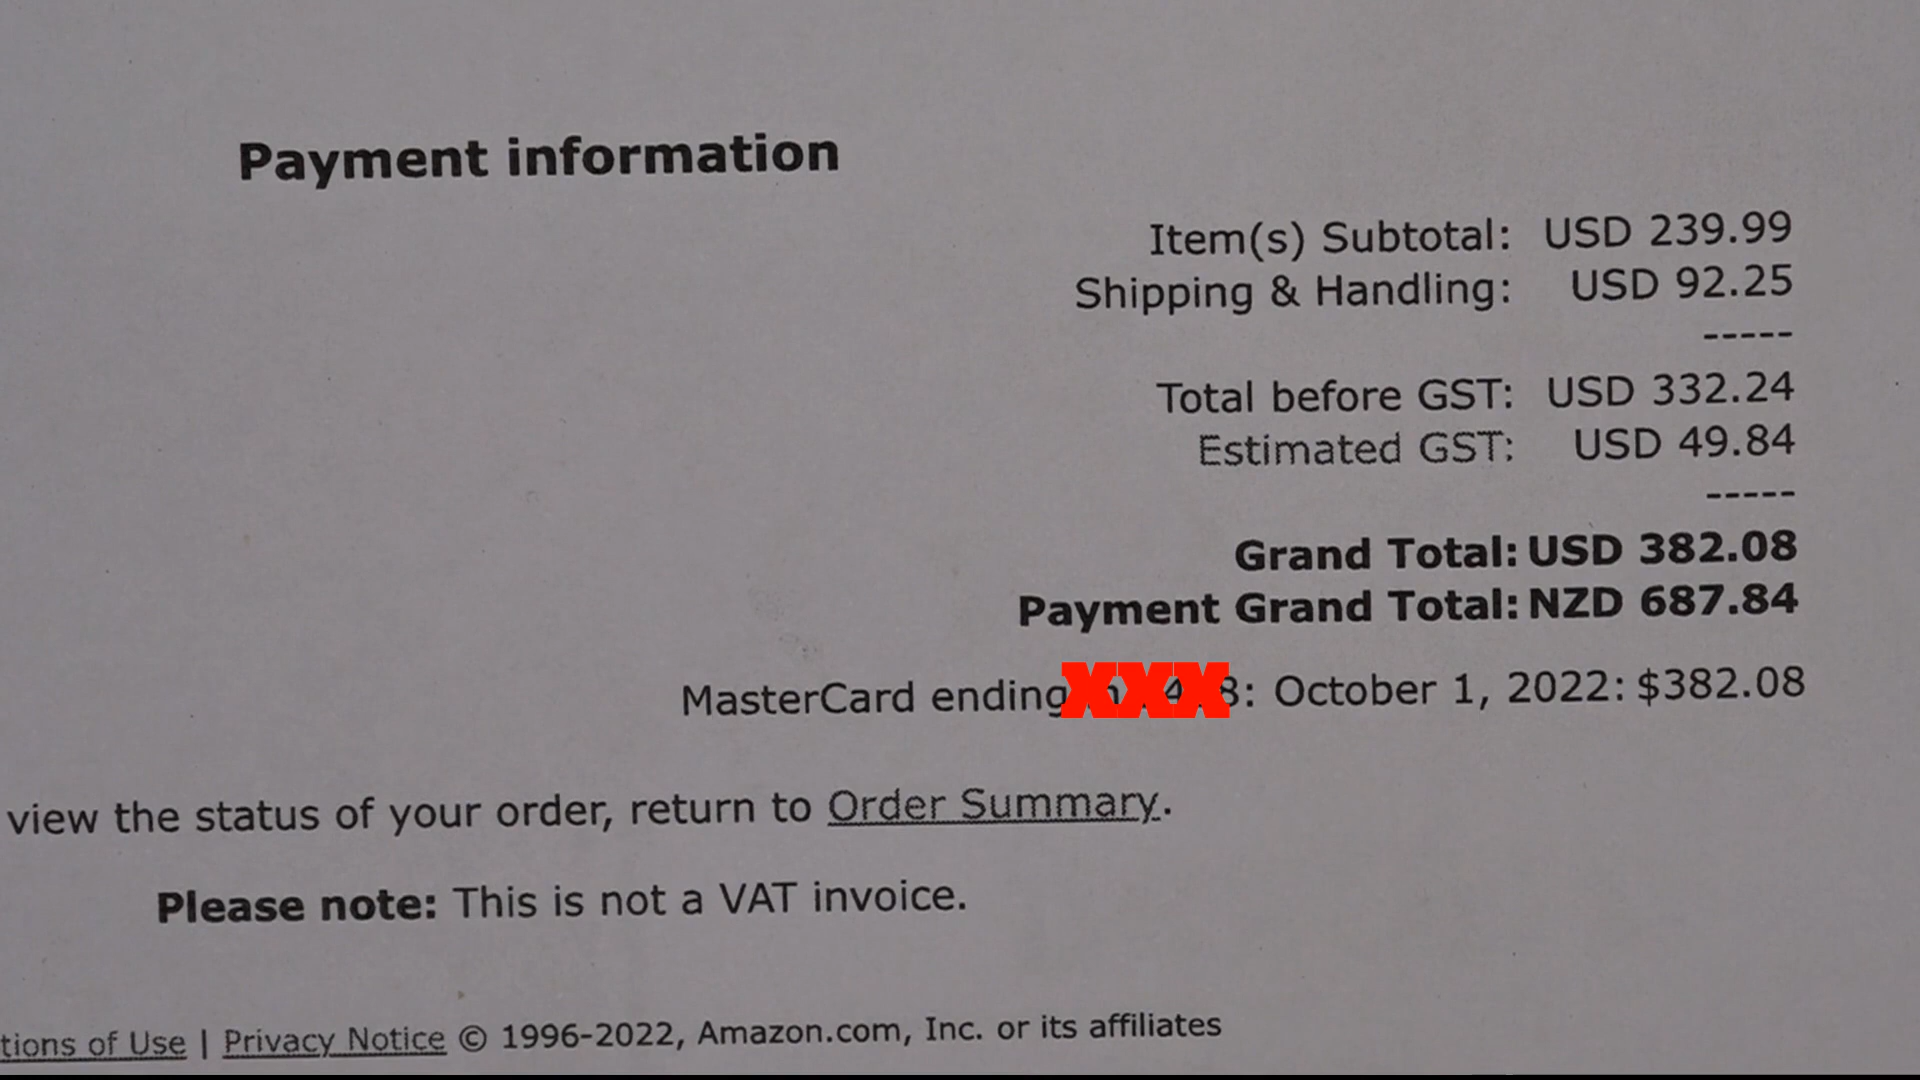 Payment information
Item(s) Subtotal: USD 239.99
Shipping & Handling: USD 92.25
-----
Total before GST: USD 332.24
Estimated GST: USD 49.84
-----
Grand Total: USD 382.08
Payment Grand Total: NZD 687.84
MasterCard ending XXX: October 1, 2022: $382.08
view the status of your order, return to Order Summary.
Please note: This is not a VAT invoice.
tions of Use | Privacy Notice © 1996-2022, Amazon.com, Inc. or its affiliates